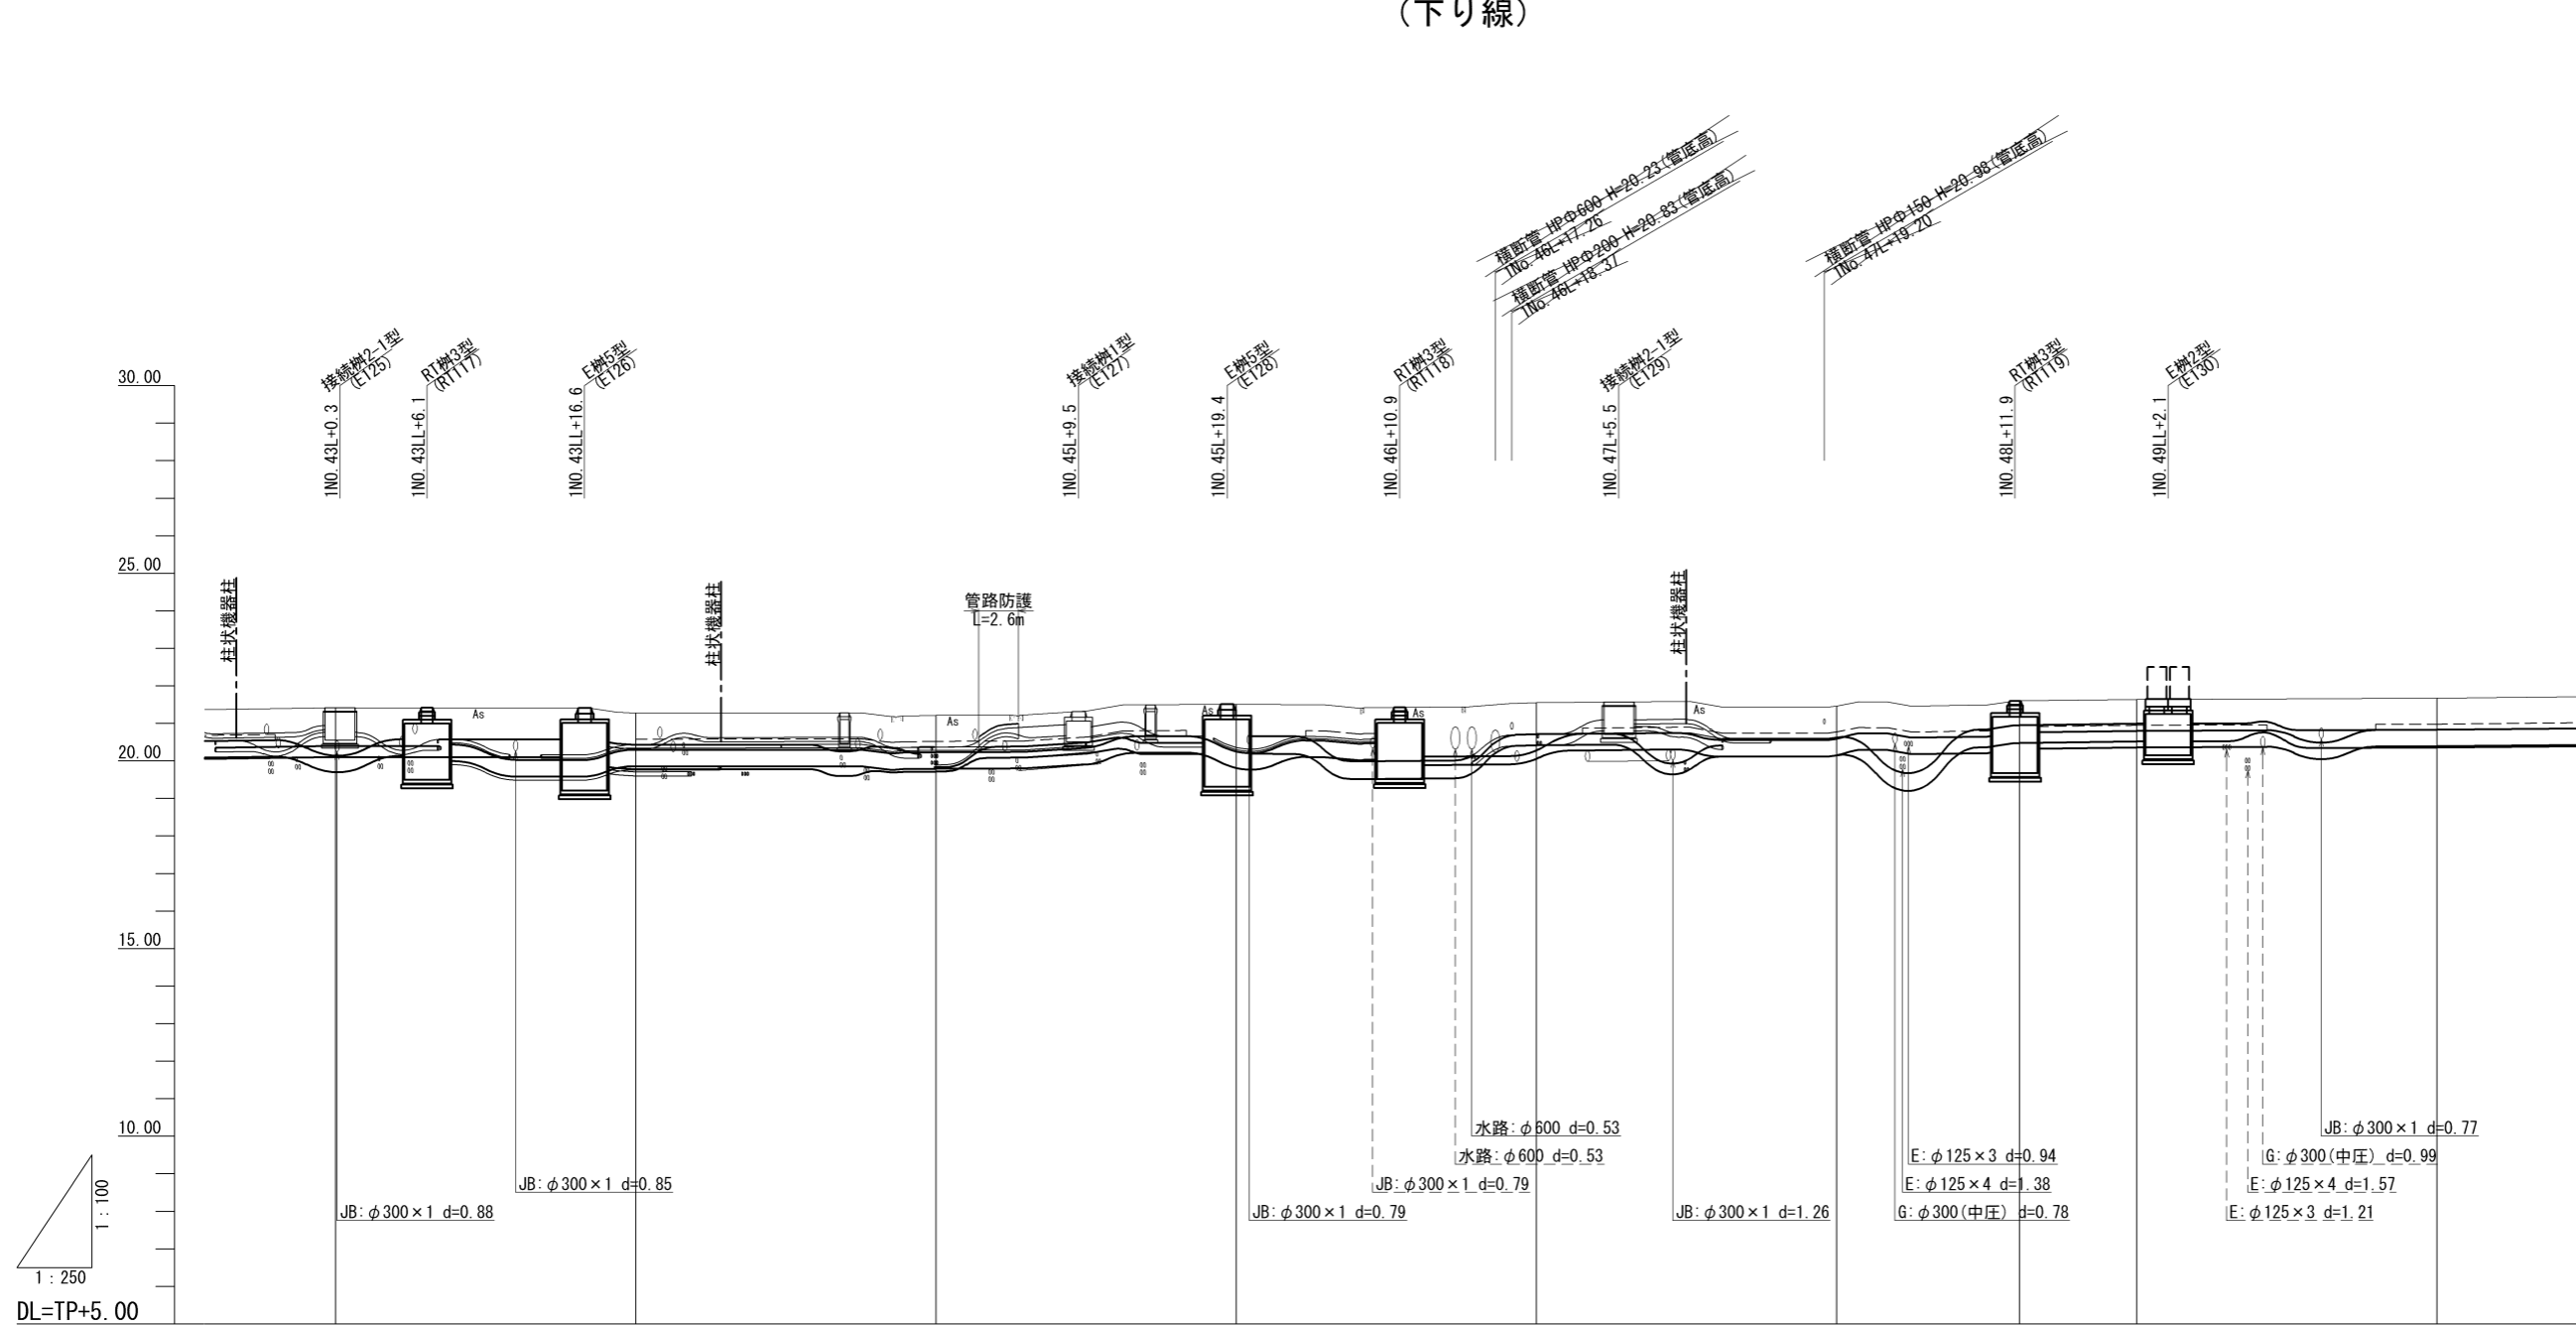 (下り線)
横断管 HPΦ600 H=20.23(管底高)
1No.46L+17.26
横断管 HPΦ200 H=20.83(管底高)
1No.46L+18.37
横断管 HPΦ150 H=20.98(管底高)
1No.47L+19.20
接続桝2-1型
(E125)
1NO.43L+0.3
RT桝3型
(RT117)
1NO.43LL+6.1
E桝5型
(E126)
1NO.43LL+16.6
接続桝1型
(E127)
1NO.45L+9.5
E桝5型
(E128)
1NO.45L+19.4
RT桝3型
(RT118)
1NO.46L+10.9
接続桝2-1型
(E129)
1NO.47L+5.5
RT桝3型
(RT119)
1NO.48L+11.9
E桝2型
(E130)
1NO.49LL+2.1
30.00
25.00
20.00
15.00
10.00
柱状機器柱
柱状機器柱
管路防護
L=2.6m
柱状機器柱
As
As
As
As
As
水路:φ600 d=0.53
水路:φ600 d=0.53
JB:φ300×1 d=0.79
JB:φ300×1 d=0.85
JB:φ300×1 d=0.88
JB:φ300×1 d=0.79
JB:φ300×1 d=1.26
E:φ125×3 d=0.94
E:φ125×4 d=1.38
G:φ300(中圧) d=0.78
JB:φ300×1 d=0.77
G:φ300(中圧) d=0.99
E:φ125×4 d=1.57
E:φ125×3 d=1.21
1:100
1:250
DL=TP+5.00